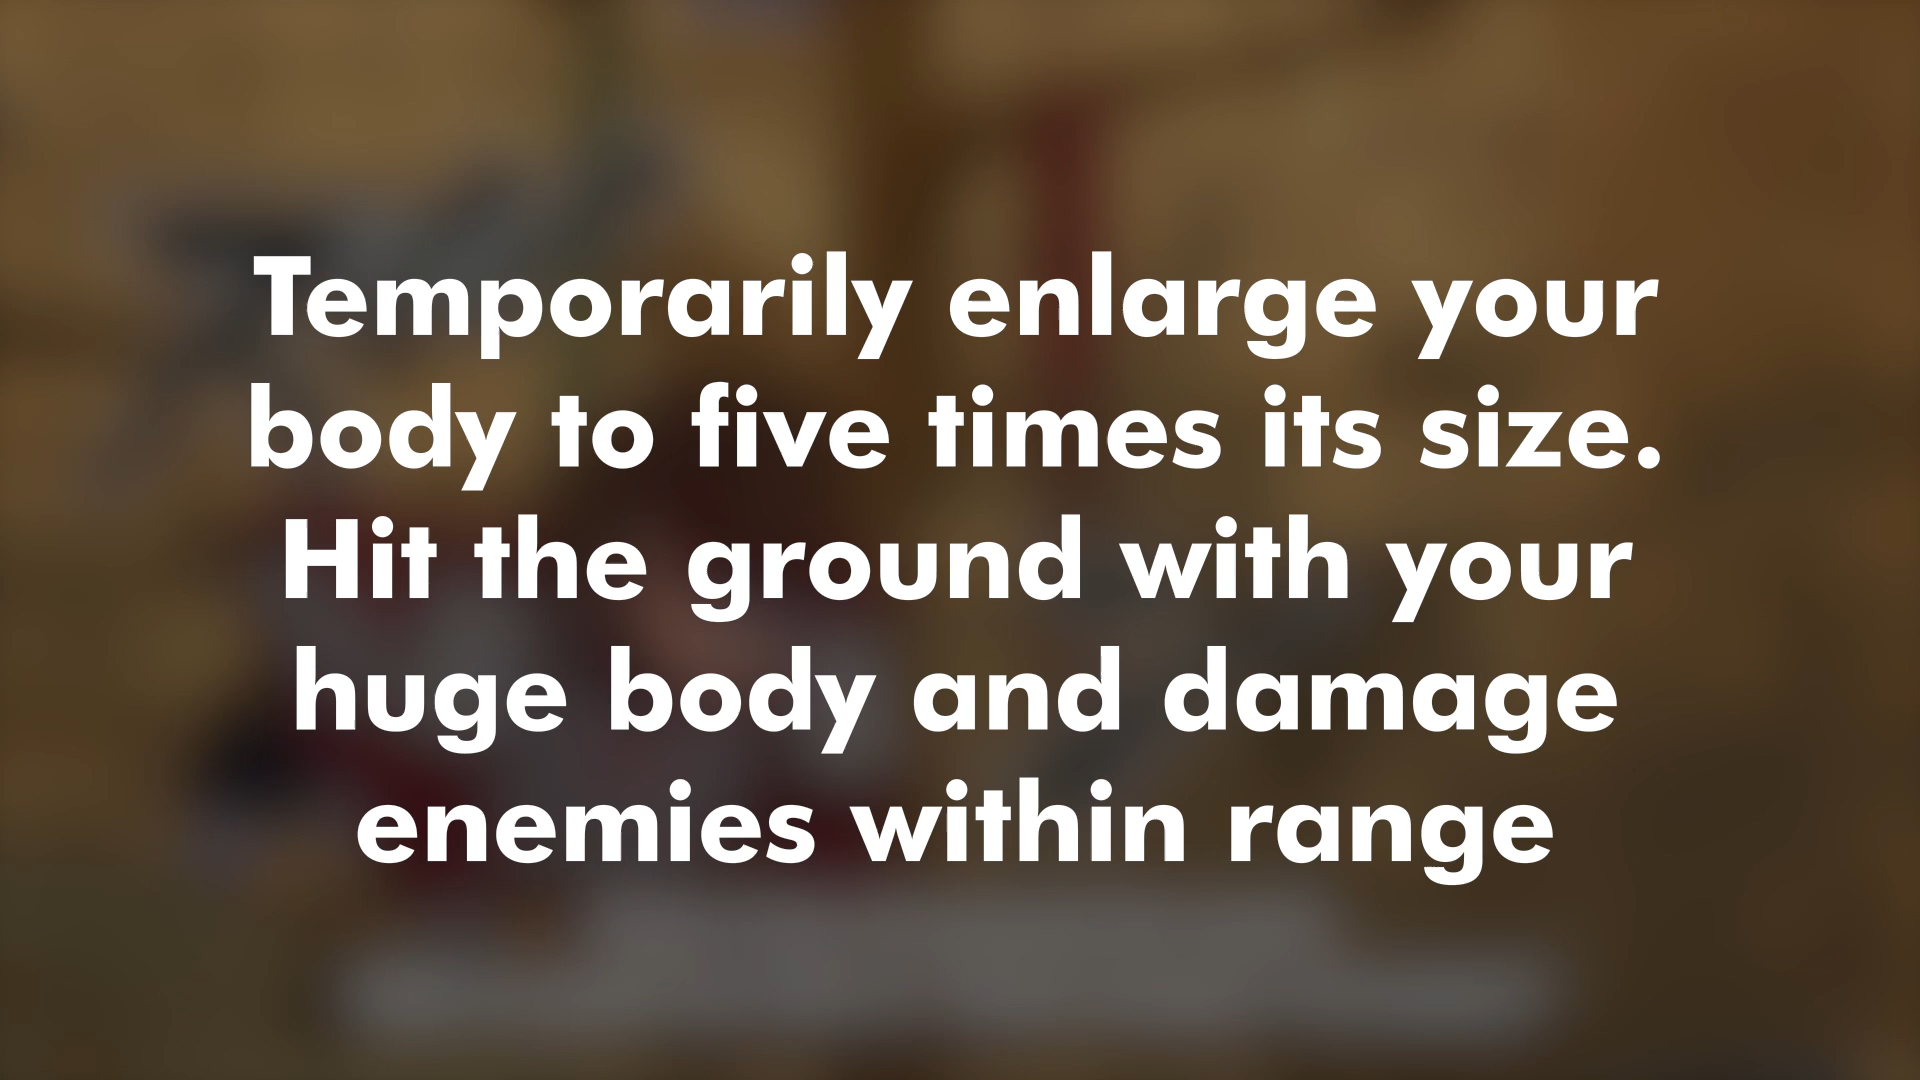 Temporarily enlarge your
body to five times its size.
Hit the ground with your
huge body and damage
enemies within range